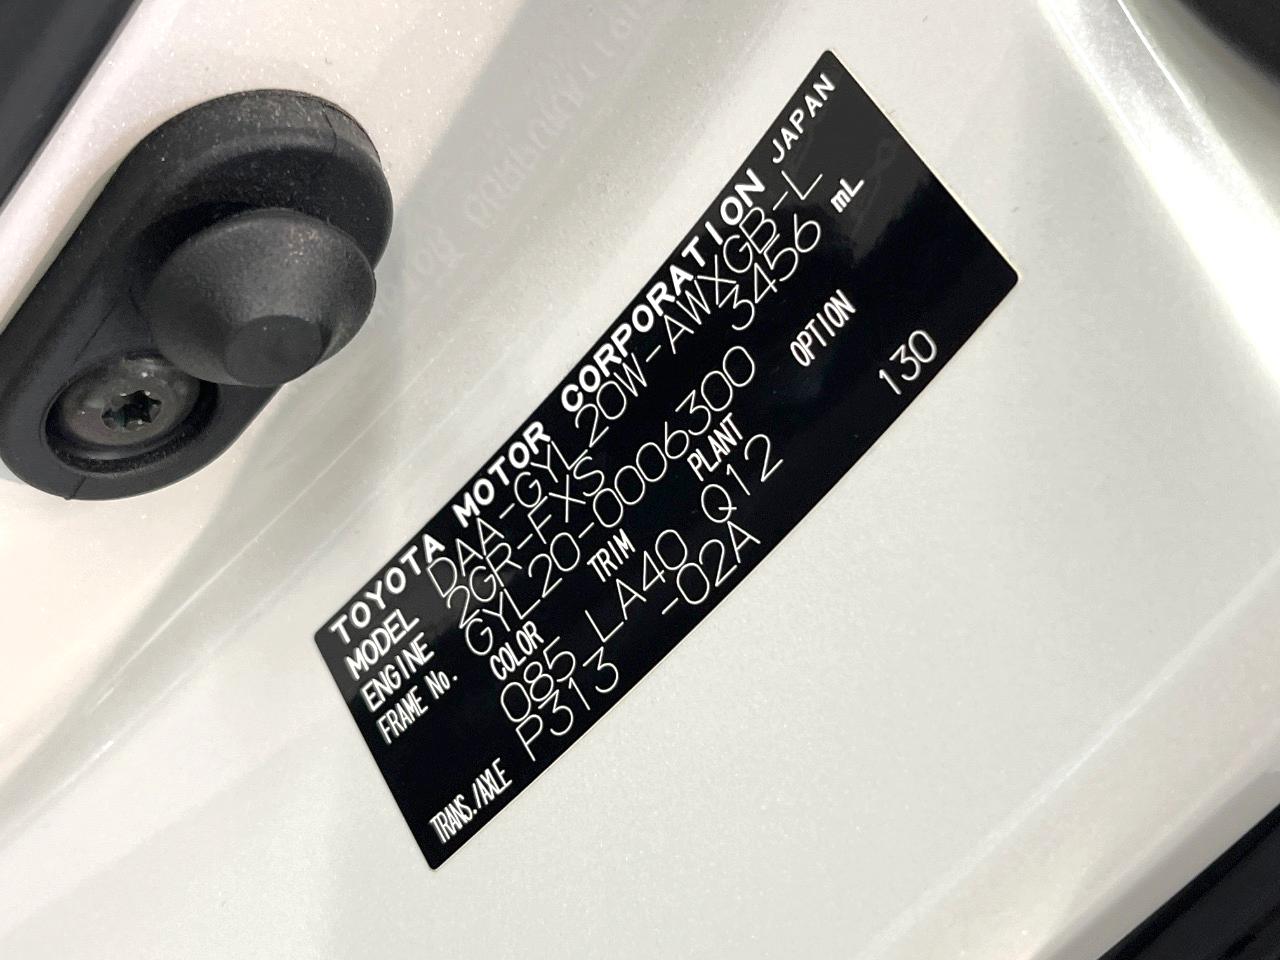 TOYOTA MOTOR CORPORATION JAPAN
MODEL DAA-GYL20W-AWXGB-L
ENGINE 2GR-FXS 3456 mL
FRAME No. GYL20-0006300
COLOR TRIM PLANT OPTION
085 LA40 Q12 130
TRANS./AXLE P313 -02A